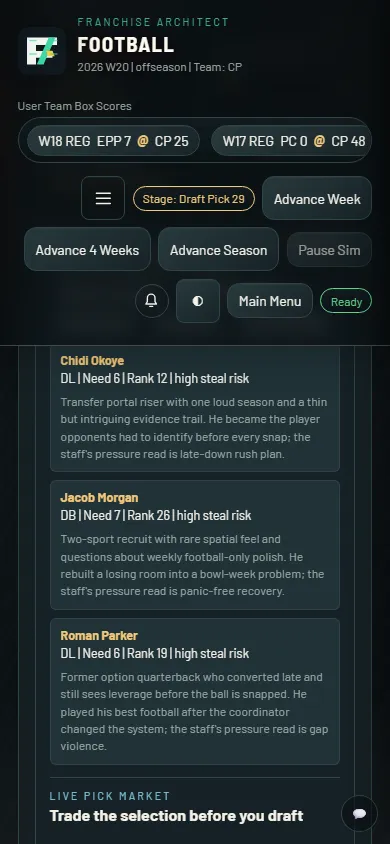 FRANCHISE ARCHITECT
FOOTBALL
2026 W20 | offseason | Team: CP
User Team Box Scores
W18 REG EPP 7 @ CP 25
W17 REG PC 0 @ CP 48
Stage: Draft Pick 29
Advance Week
Advance 4 Weeks
Advance Season
Pause Sim
Main Menu
Ready
Chidi Okoye
DL | Need 6 | Rank 12 | high steal risk
Transfer portal riser with one loud season and a thin
but intriguing evidence trail. He became the player
opponents had to identify before every snap; the
staff's pressure read is late-down rush plan.
Jacob Morgan
DB | Need 7 | Rank 26 | high steal risk
Two-sport recruit with rare spatial feel and
questions about weekly football-only polish. He
rebuilt a losing room into a bowl-week problem; the
staff's pressure read is panic-free recovery.
Roman Parker
DL | Need 6 | Rank 19 | high steal risk
Former option quarterback who converted late and
still sees leverage before the ball is snapped. He
played his best football after the coordinator
changed the system; the staff's pressure read is gap
violence.
LIVE PICK MARKET
Trade the selection before you draft